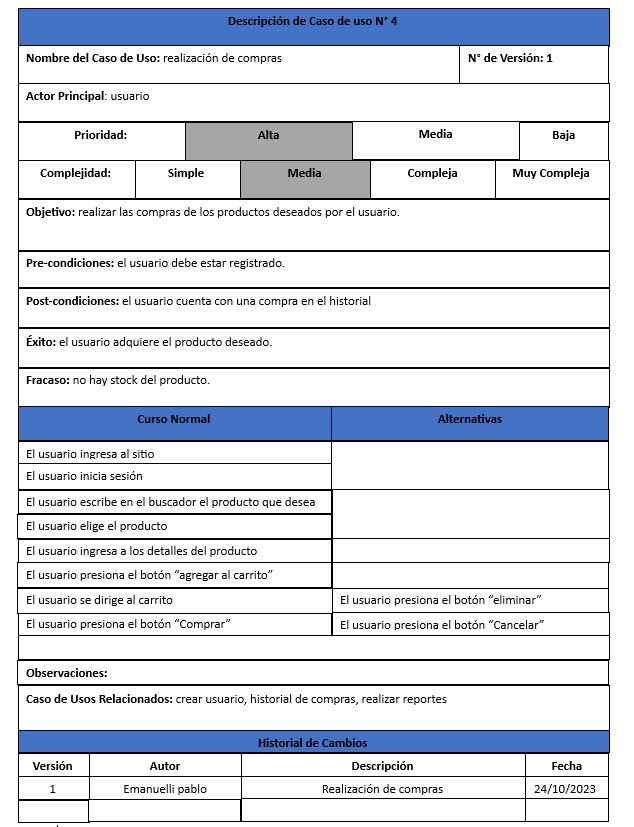 Descripción de Caso de uso N° 4
Nombre del Caso de Uso: realización de compras N° de Versión: 1
Actor Principal: usuario
Prioridad: Alta Media Baja
Complejidad: Simple Media Compleja Muy Compleja
Objetivo: realizar las compras de los productos deseados por el usuario.
Pre-condiciones: el usuario debe estar registrado.
Post-condiciones: el usuario cuenta con una compra en el historial
Éxito: el usuario adquiere el producto deseado.
Fracaso: no hay stock del producto.
Curso Normal Alternativas
El usuario ingresa al sitio
El usuario inicia sesión
El usuario escribe en el buscador el producto que desea
El usuario elige el producto
El usuario ingresa a los detalles del producto
El usuario presiona el botón “agregar al carrito”
El usuario se dirige al carrito El usuario presiona el botón “eliminar”
El usuario presiona el botón “Comprar” El usuario presiona el botón “Cancelar”
Observaciones:
Caso de Usos Relacionados: crear usuario, historial de compras, realizar reportes
Historial de Cambios
Versión Autor Descripción Fecha
1 Emanuelli pablo Realización de compras 24/10/2023